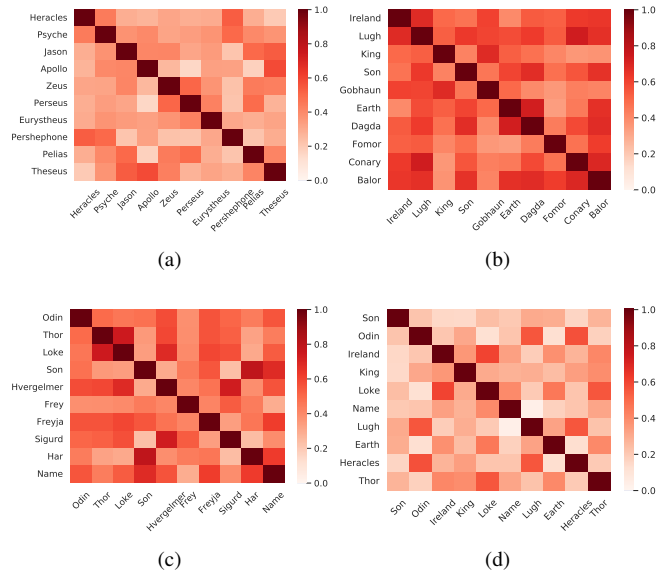 Heracles
Psyche
Jason
Apollo
Zeus
Perseus
Eurystheus
Pershephone
Pelias
Theseus
Heracles Psyche Jason Apollo Zeus Perseus Eurystheus Pershephone Pelias Theseus
1.0
0.8
0.6
0.4
0.2
0.0
(a)
Ireland
Lugh
King
Son
Gobhaun
Earth
Dagda
Fomor
Conary
Balor
Ireland Lugh King Son Gobhaun Earth Dagda Fomor Conary Balor
1.0
0.8
0.6
0.4
0.2
0.0
(b)
Odin
Thor
Loke
Son
Hvergelmer
Frey
Freyja
Sigurd
Har
Name
Odin Thor Loke Son Hvergelmer Frey Freyja Sigurd Har Name
1.0
0.8
0.6
0.4
0.2
0.0
(c)
Son
Odin
Ireland
King
Loke
Name
Lugh
Earth
Heracles
Thor
Son Odin Ireland King Loke Name Lugh Earth Heracles Thor
1.0
0.8
0.6
0.4
0.2
0.0
(d)